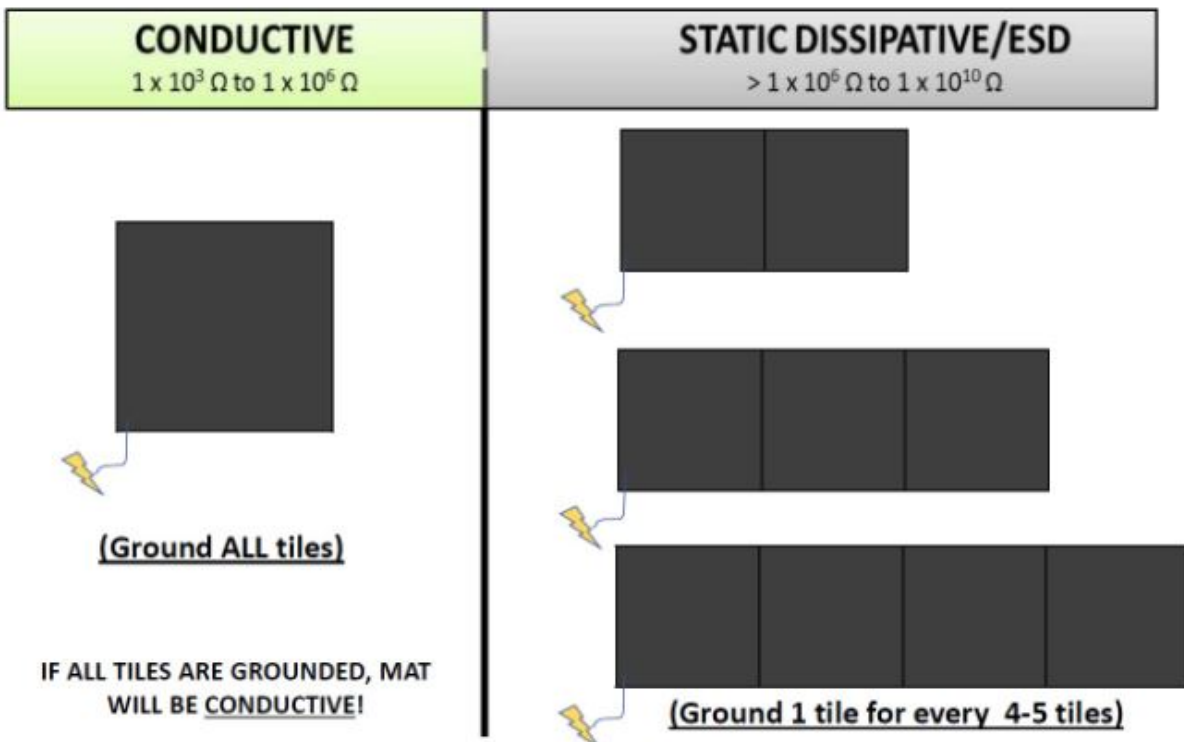 CONDUCTIVE
1 x 10³ Ω to 1 x 10⁶ Ω
STATIC DISSIPATIVE/ESD
> 1 x 10⁶ Ω to 1 x 10¹⁰ Ω
(Ground ALL tiles)
IF ALL TILES ARE GROUNDED, MAT
WILL BE CONDUCTIVE!
(Ground 1 tile for every 4-5 tiles)